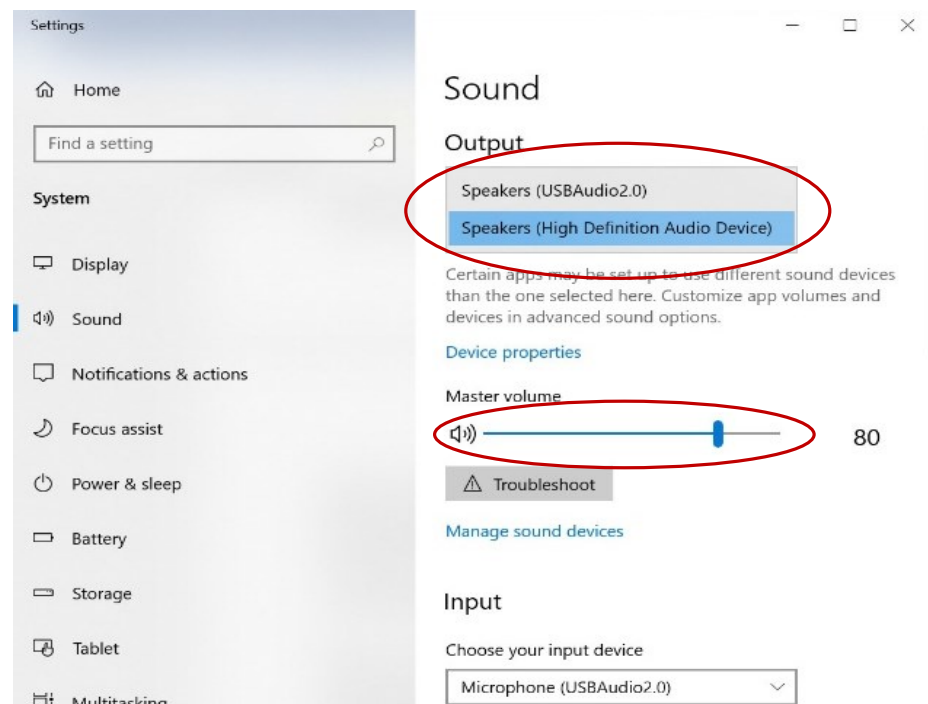 Settings
Home
Find a setting
System
Display
Sound
Notifications & actions
Focus assist
Power & sleep
Battery
Storage
Tablet
Multitasking
Sound
Output
Speakers (USBAudio2.0)
Speakers (High Definition Audio Device)
Certain apps may be set up to use different sound devices
than the one selected here. Customize app volumes and
devices in advanced sound options.
Device properties
Master volume
80
Troubleshoot
Manage sound devices
Input
Choose your input device
Microphone (USBAudio2.0)